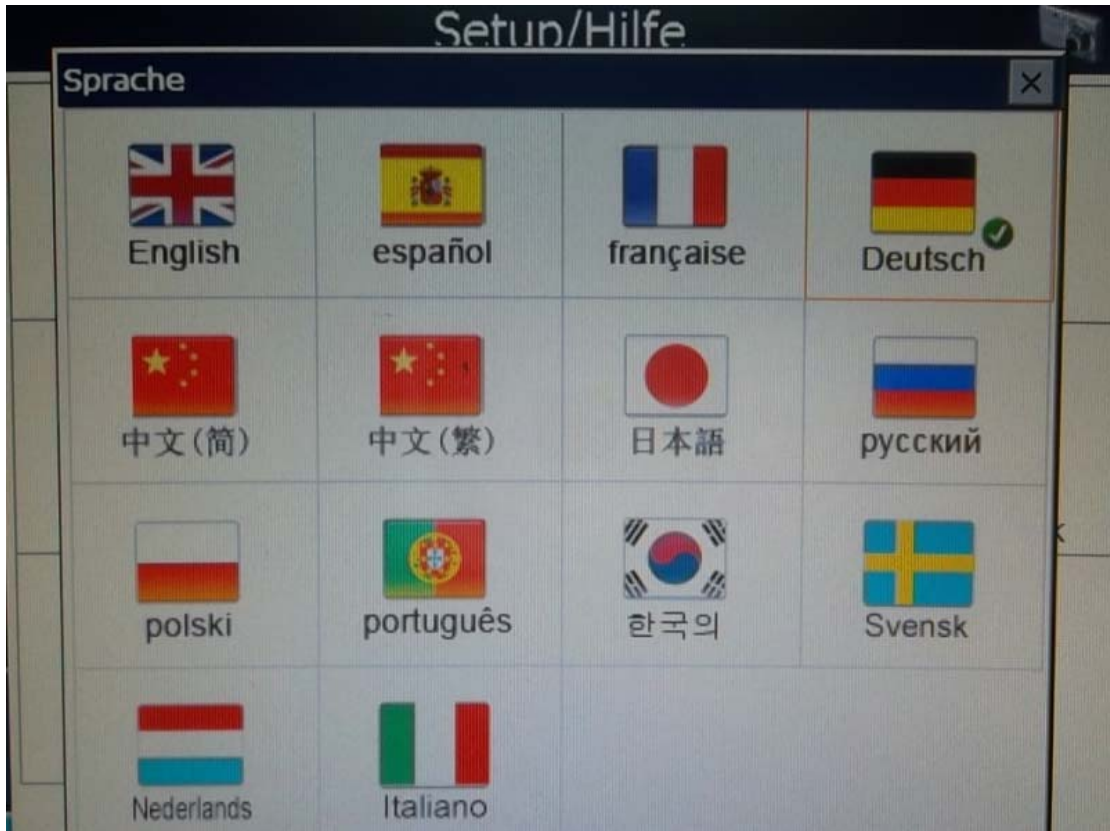 Setup/Hilfe
Sprache
English
español
française
Deutsch
中文(简)
中文(繁)
日本語
русский
polski
português
한국의
Svensk
Nederlands
Italiano